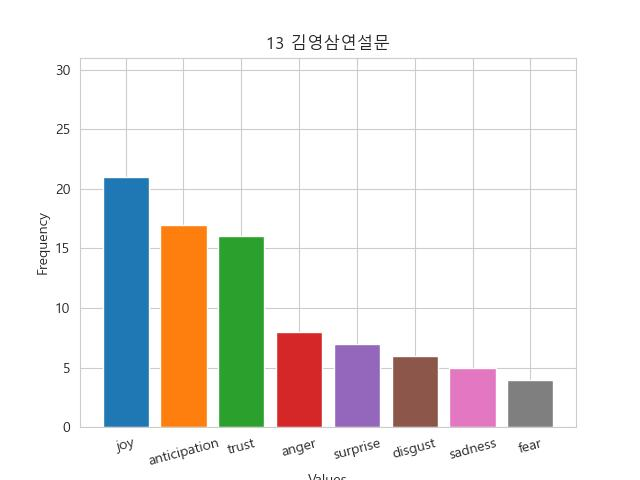 13 김영삼연설문
Frequency
30
25
20
15
10
5
0
joy anticipation trust anger surprise disgust sadness fear
Values